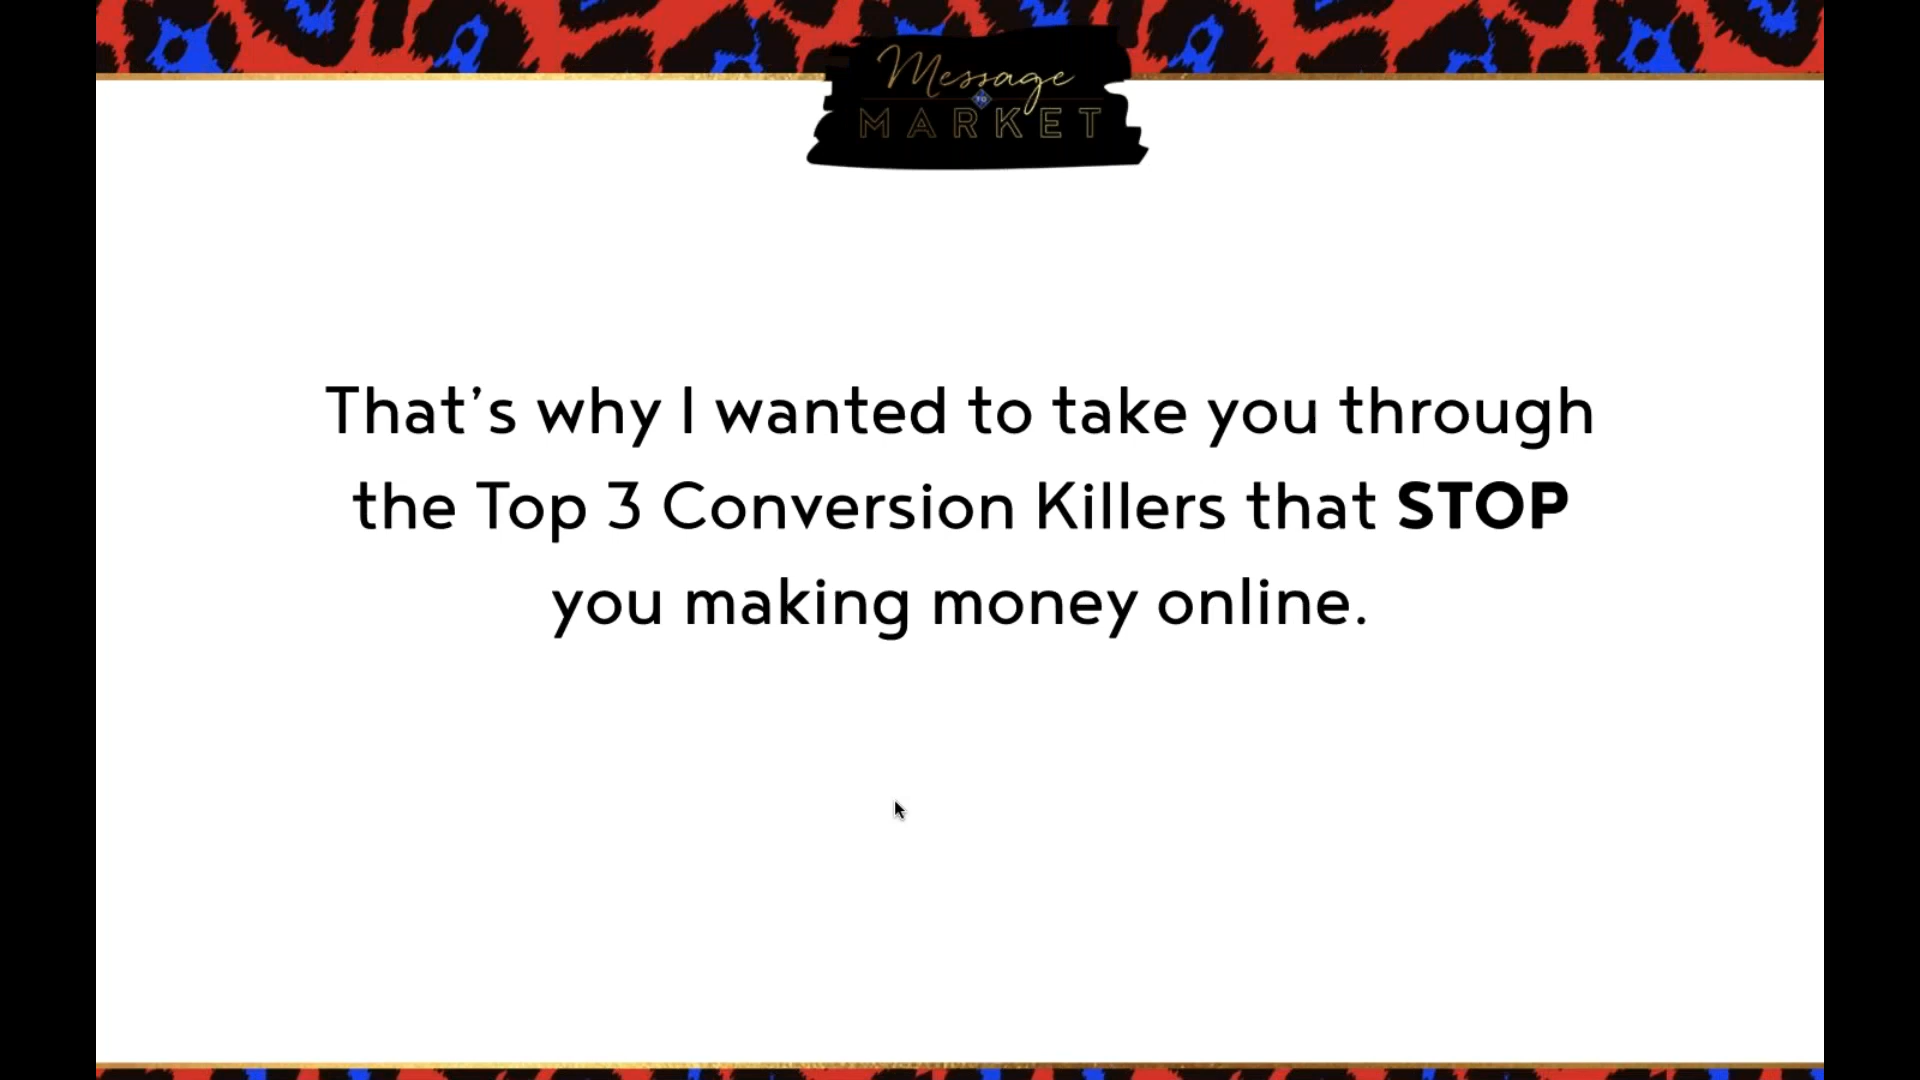 Message
TO
MARKET
That’s why I wanted to take you through
the Top 3 Conversion Killers that STOP
you making money online.